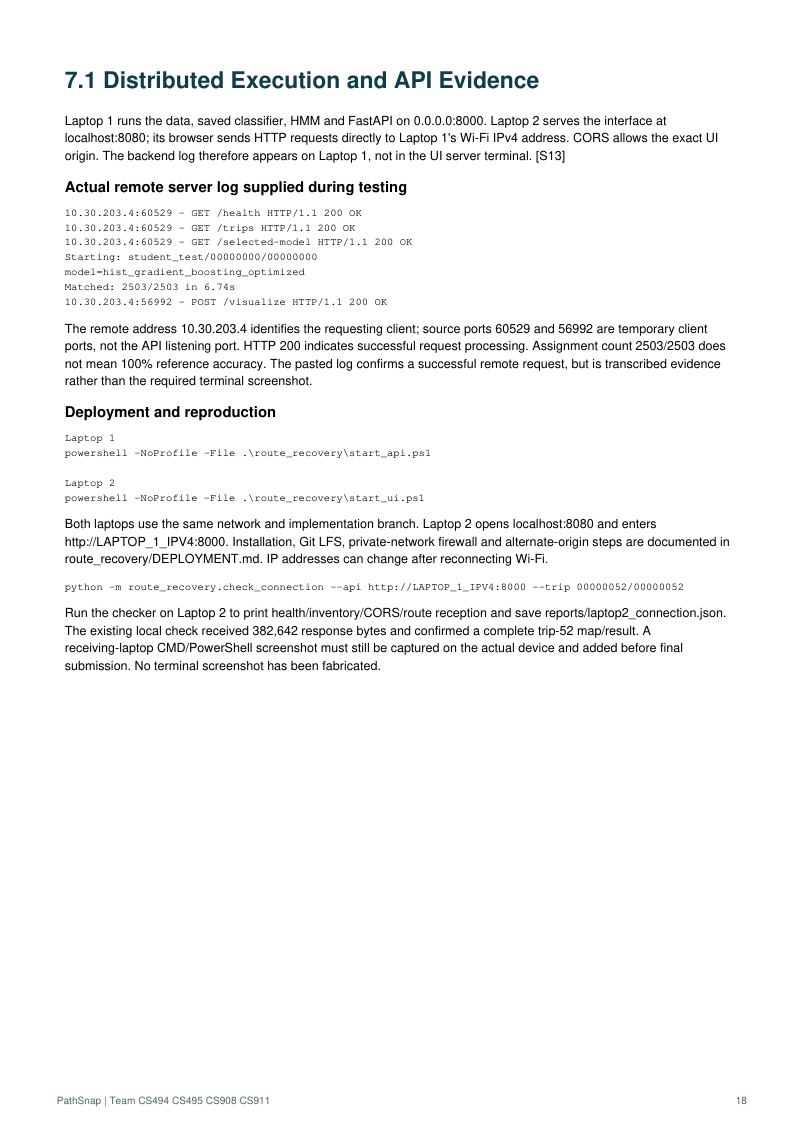 7.1 Distributed Execution and API Evidence
Laptop 1 runs the data, saved classifier, HMM and FastAPI on 0.0.0.0:8000. Laptop 2 serves the interface at
localhost:8080; its browser sends HTTP requests directly to Laptop 1's Wi-Fi IPv4 address. CORS allows the exact UI
origin. The backend log therefore appears on Laptop 1, not in the UI server terminal. [S13]
Actual remote server log supplied during testing
10.30.203.4:60529 - GET /health HTTP/1.1 200 OK
10.30.203.4:60529 - GET /trips HTTP/1.1 200 OK
10.30.203.4:60529 - GET /selected-model HTTP/1.1 200 OK
Starting: student_test/00000000/00000000
model=hist_gradient_boosting_optimized
Matched: 2503/2503 in 6.74s
10.30.203.4:56992 - POST /visualize HTTP/1.1 200 OK
The remote address 10.30.203.4 identifies the requesting client; source ports 60529 and 56992 are temporary client
ports, not the API listening port. HTTP 200 indicates successful request processing. Assignment count 2503/2503 does
not mean 100% reference accuracy. The pasted log confirms a successful remote request, but is transcribed evidence
rather than the required terminal screenshot.
Deployment and reproduction
Laptop 1
powershell -NoProfile -File .\route_recovery\start_api.ps1
Laptop 2
powershell -NoProfile -File .\route_recovery\start_ui.ps1
Both laptops use the same network and implementation branch. Laptop 2 opens localhost:8080 and enters
http://LAPTOP_1_IPV4:8000. Installation, Git LFS, private-network firewall and alternate-origin steps are documented in
route_recovery/DEPLOYMENT.md. IP addresses can change after reconnecting Wi-Fi.
python -m route_recovery.check_connection --api http://LAPTOP_1_IPV4:8000 --trip 00000052/00000052
Run the checker on Laptop 2 to print health/inventory/CORS/route reception and save reports/laptop2_connection.json.
The existing local check received 382,642 response bytes and confirmed a complete trip-52 map/result. A
receiving-laptop CMD/PowerShell screenshot must still be captured on the actual device and added before final
submission. No terminal screenshot has been fabricated.
PathSnap | Team CS494 CS495 CS908 CS911
18